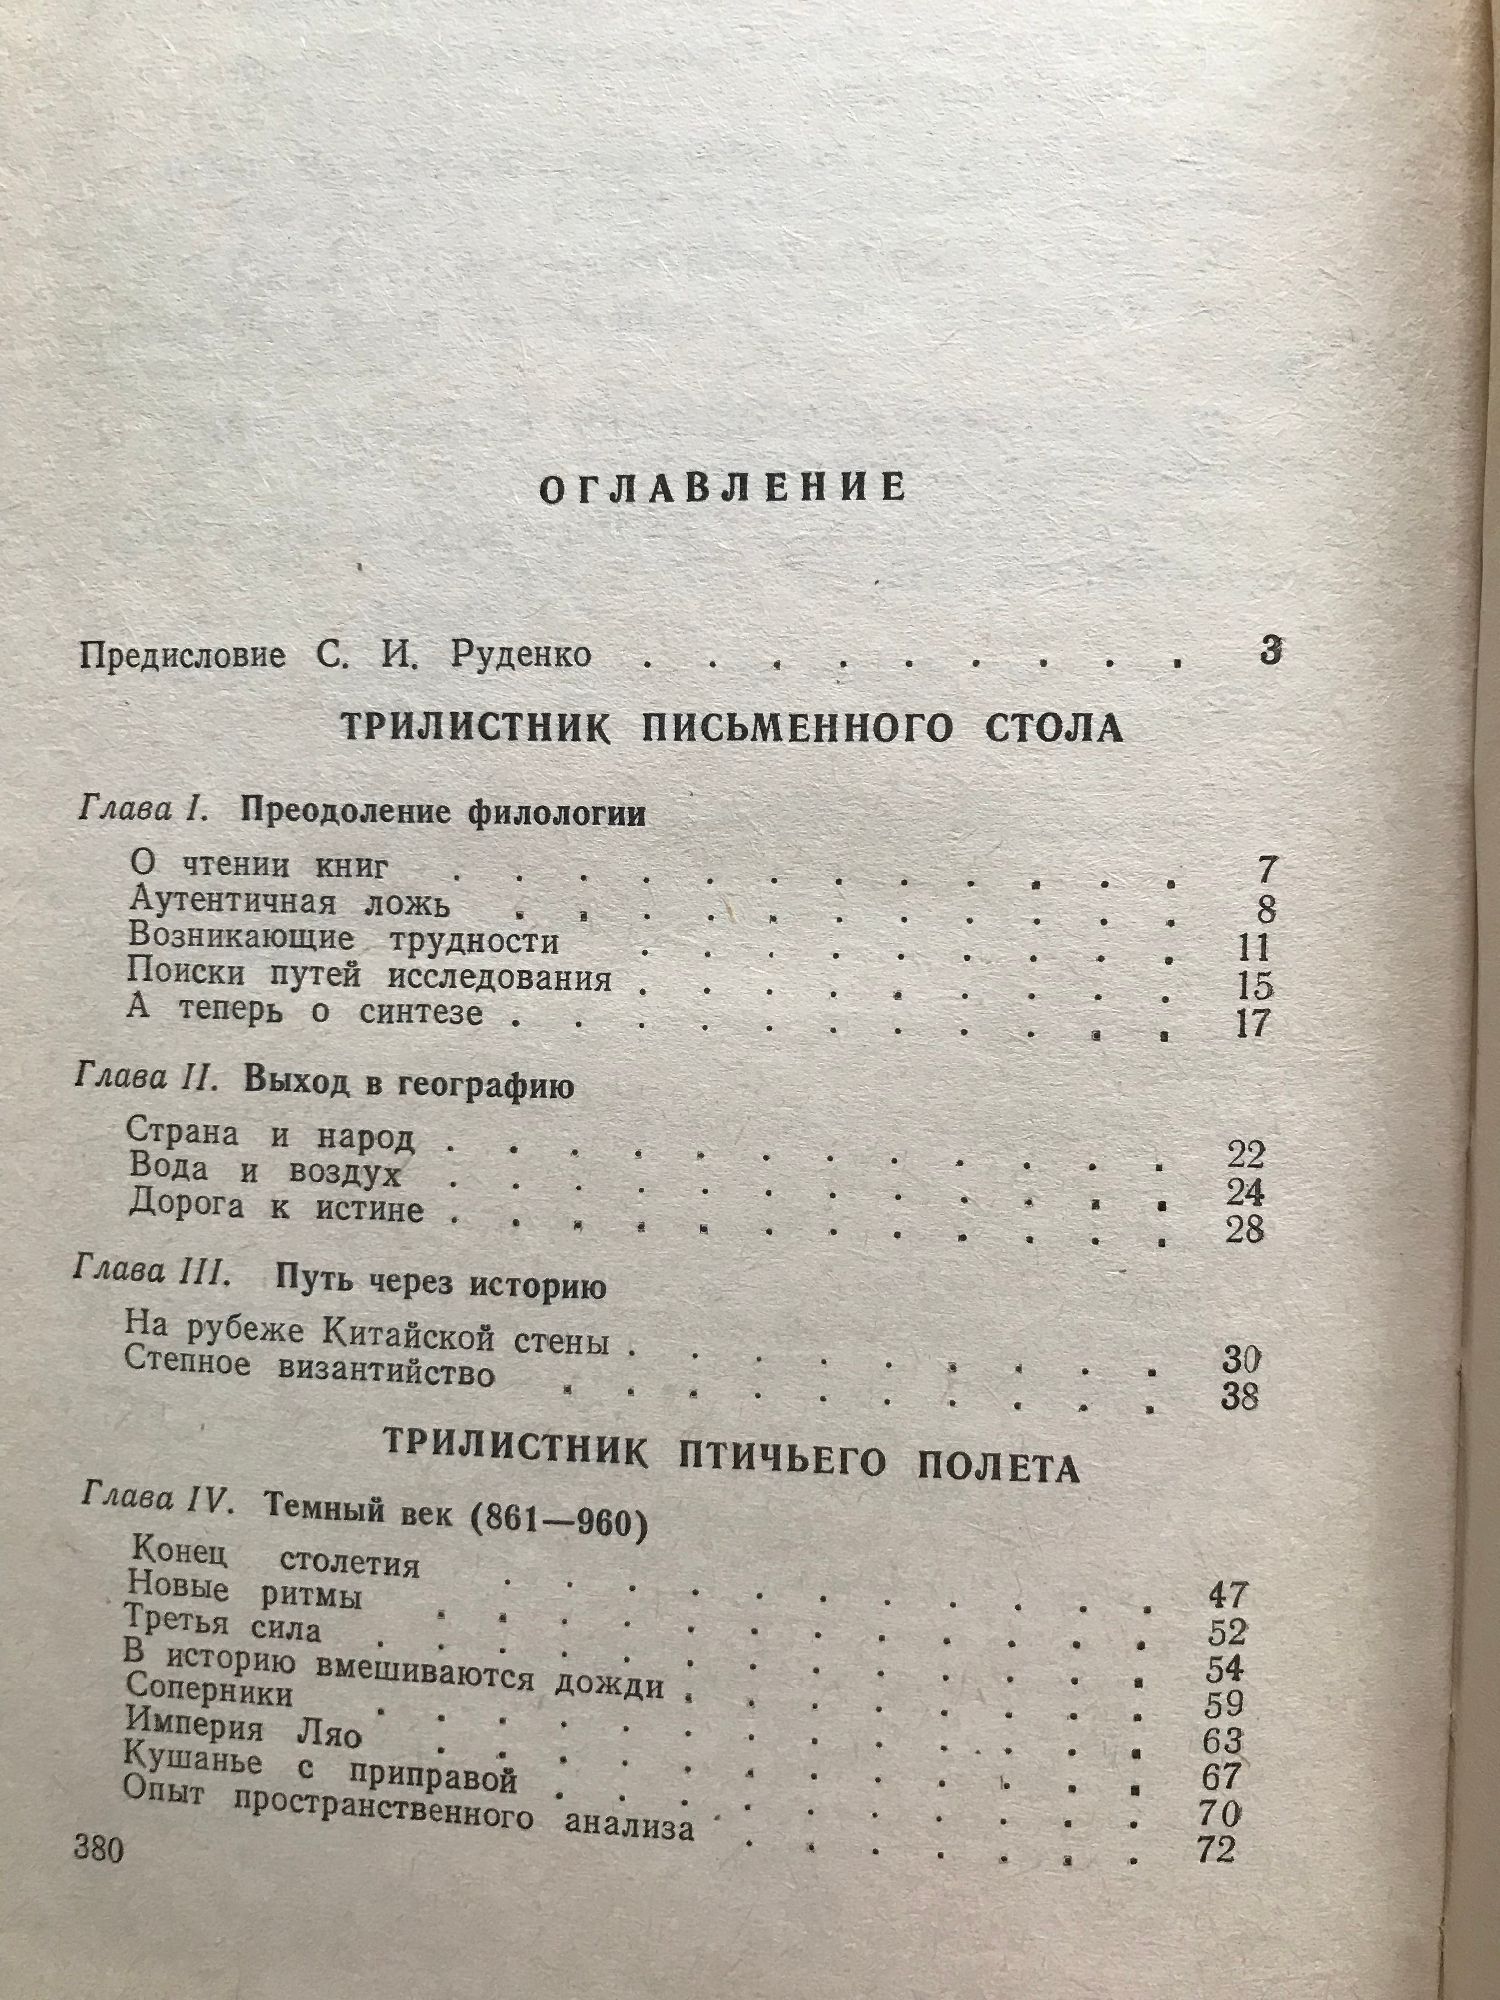 ОГЛАВЛЕНИЕ
Предисловие С. И. Руденко . . . . . . . . . 3
ТРИЛИСТНИК ПИСЬМЕННОГО СТОЛА
Глава I. Преодоление филологии
О чтении книг . . . . . . . . . . . . 7
Аутентичная ложь . . . . . . . . . . . 8
Возникающие трудности . . . . . . . . . 11
Поиски путей исследования . . . . . . . . . 15
А теперь о синтезе . . . . . . . . . . . 17
Глава II. Выход в географию
Страна и народ . . . . . . . . . . . . 22
Вода и воздух . . . . . . . . . . . . 24
Дорога к истине . . . . . . . . . . . . 28
Глава III. Путь через историю
На рубеже Китайской стены . . . . . . . . . 30
Степное византийство . . . . . . . . . . 38
ТРИЛИСТНИК ПТИЧЬЕГО ПОЛЕТА
Глава IV. Темный век (861—960)
Конец столетия . . . . . . . . . . . 47
Новые ритмы . . . . . . . . . . . . 52
Третья сила . . . . . . . . . . . . . 54
В историю вмешиваются дожди . . . . . . . . 59
Соперники . . . . . . . . . . . . . 63
Империя Ляо . . . . . . . . . . . . 67
Кушанье с приправой . . . . . . . . . . 70
Опыт пространственного анализа . . . . . . . 72
380